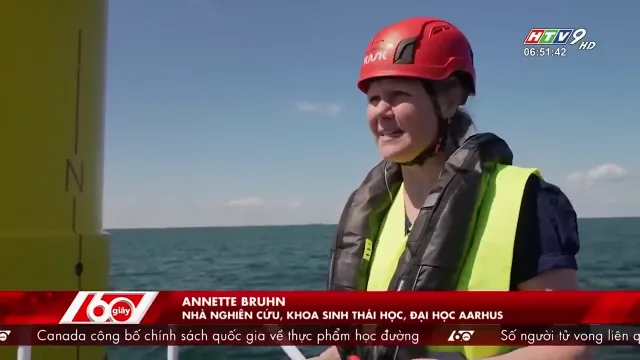 HTV9 HD
06:51:42
KASK
N
60 giây
ANNETTE BRUHN
NHÀ NGHIÊN CỨU, KHOA SINH THÁI HỌC, ĐẠI HỌC AARHUS
Canada công bố chính sách quốc gia về thực phẩm học đường 60 Số người tử vong liên q